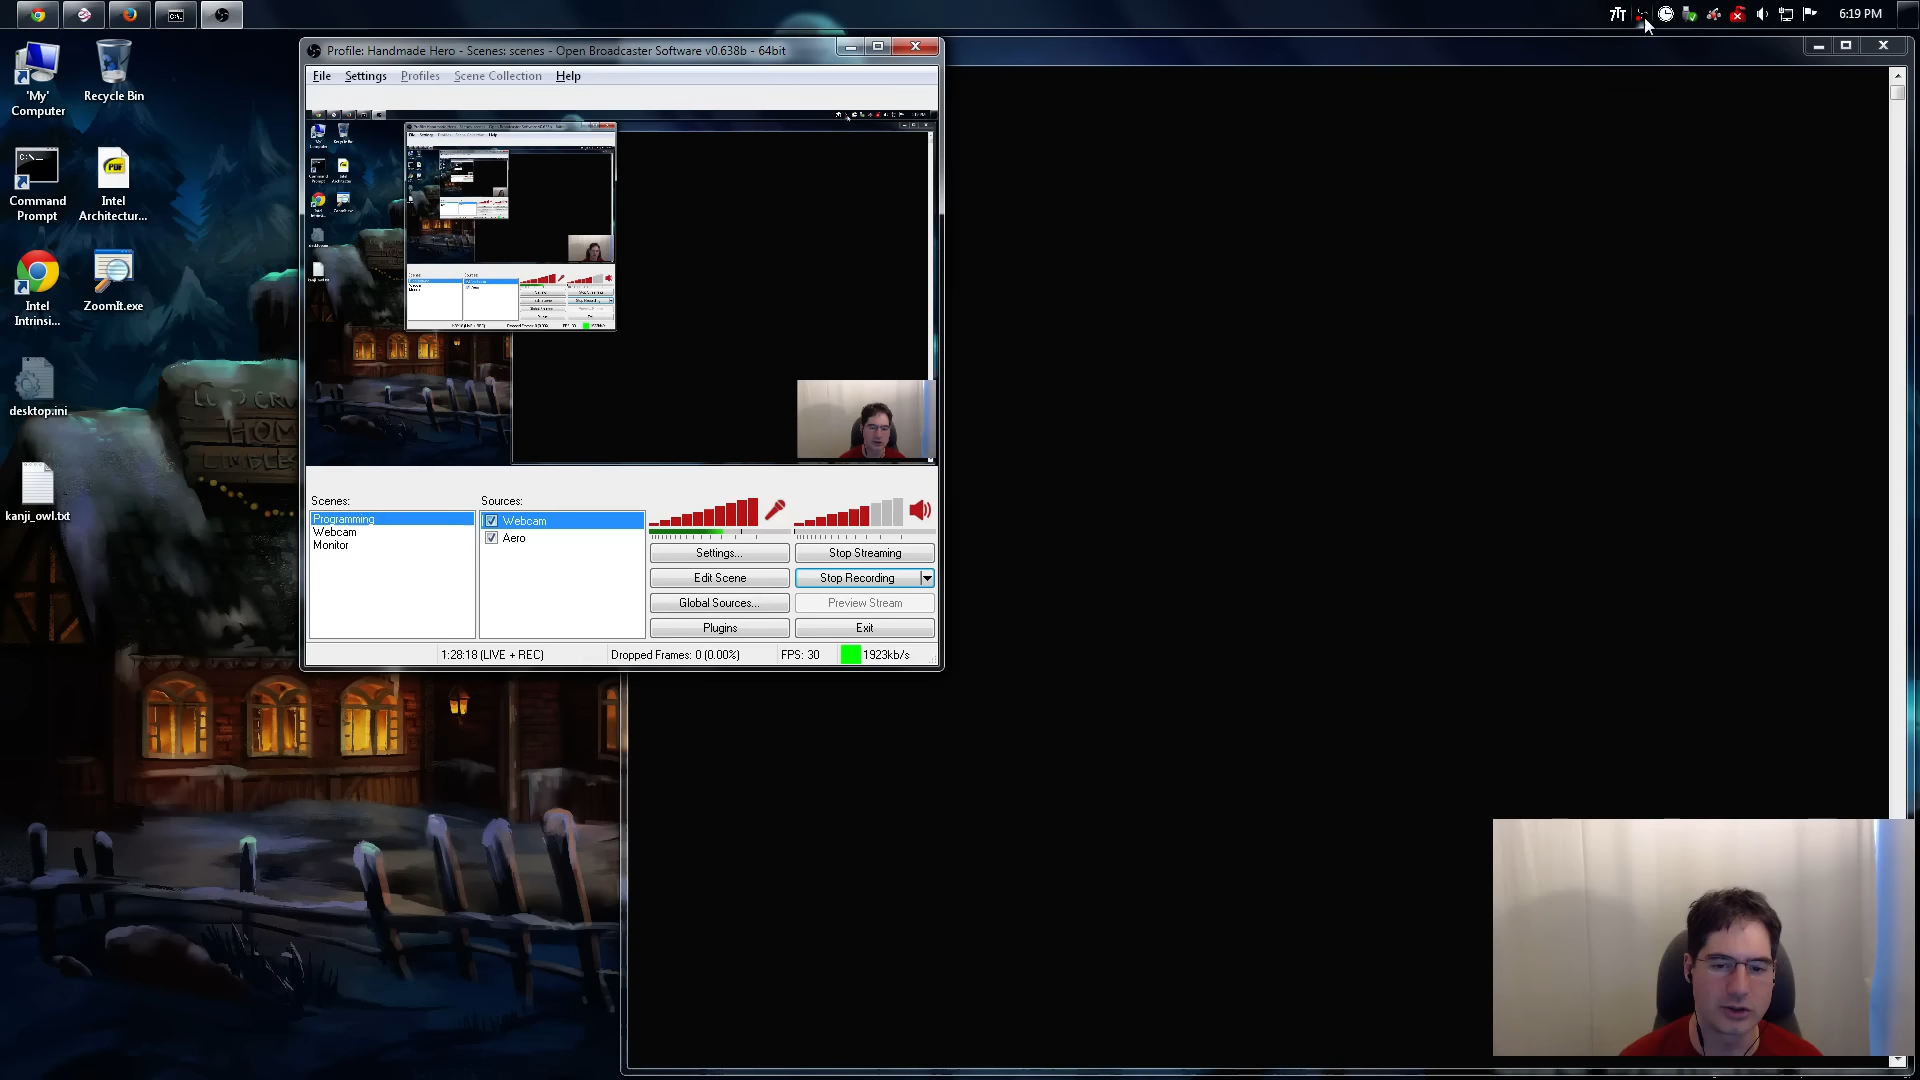 6:19 PM
Profile: Handmade Hero - Scenes: scenes - Open Broadcaster Software v0.638b - 64bit
File Settings Profiles Scene Collection Help
'My' Computer
Recycle Bin
Command Prompt
Intel Architectur...
Intel Intrinsi...
ZoomIt.exe
desktop.ini
kanji_owl.txt
HOM
Scenes:
Programming
Webcam
Monitor
Sources:
Webcam
Aero
Settings...
Stop Streaming
Edit Scene
Stop Recording
Global Sources...
Preview Stream
Plugins
Exit
1:28:18 (LIVE + REC)
Dropped Frames: 0 (0.00%)
FPS: 30
1923kb/s